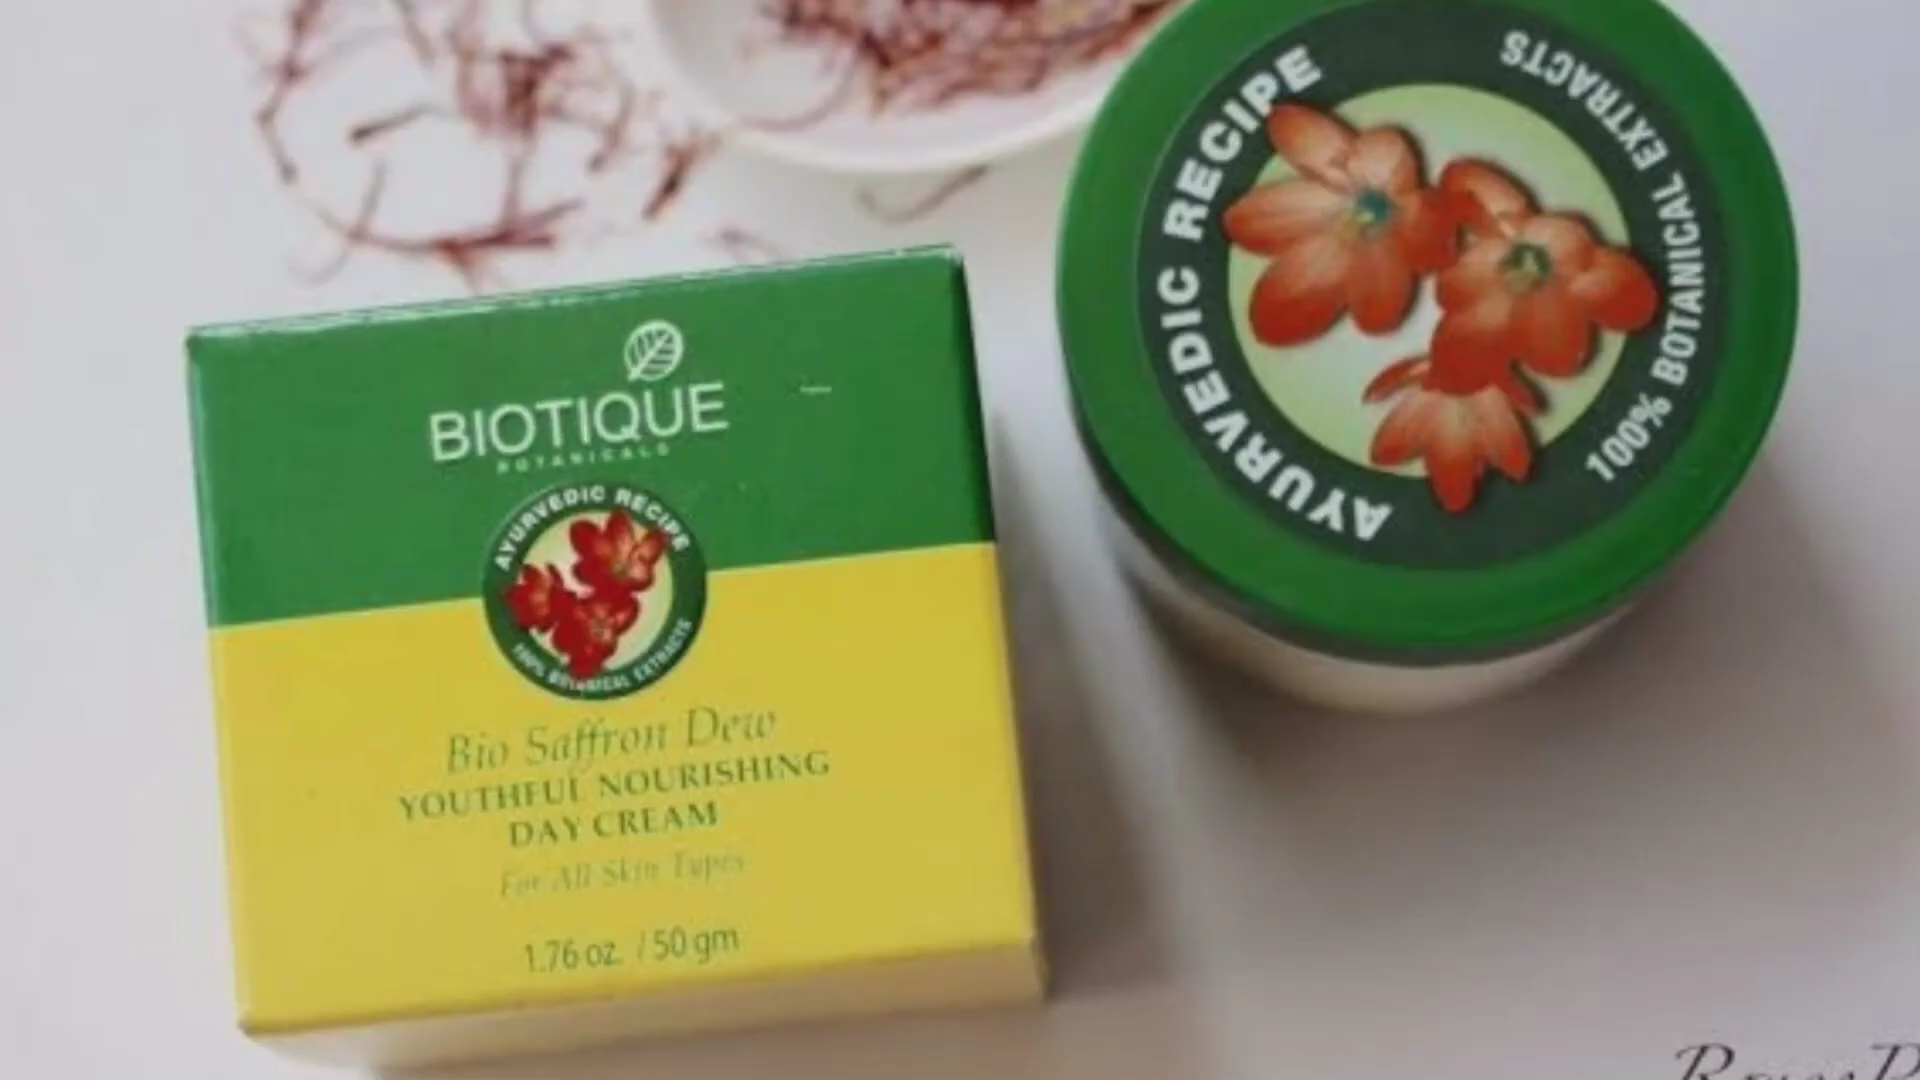 BIOTIQUE
BOTANICALS
AYURVEDIC RECIPE
100% BOTANICAL EXTRACTS
Bio Saffron Dew
YOUTHFUL NOURISHING
DAY CREAM
For All Skin Types
1.76 oz. / 50 gm
AYURVEDIC RECIPE
100% BOTANICAL EXTRACTS